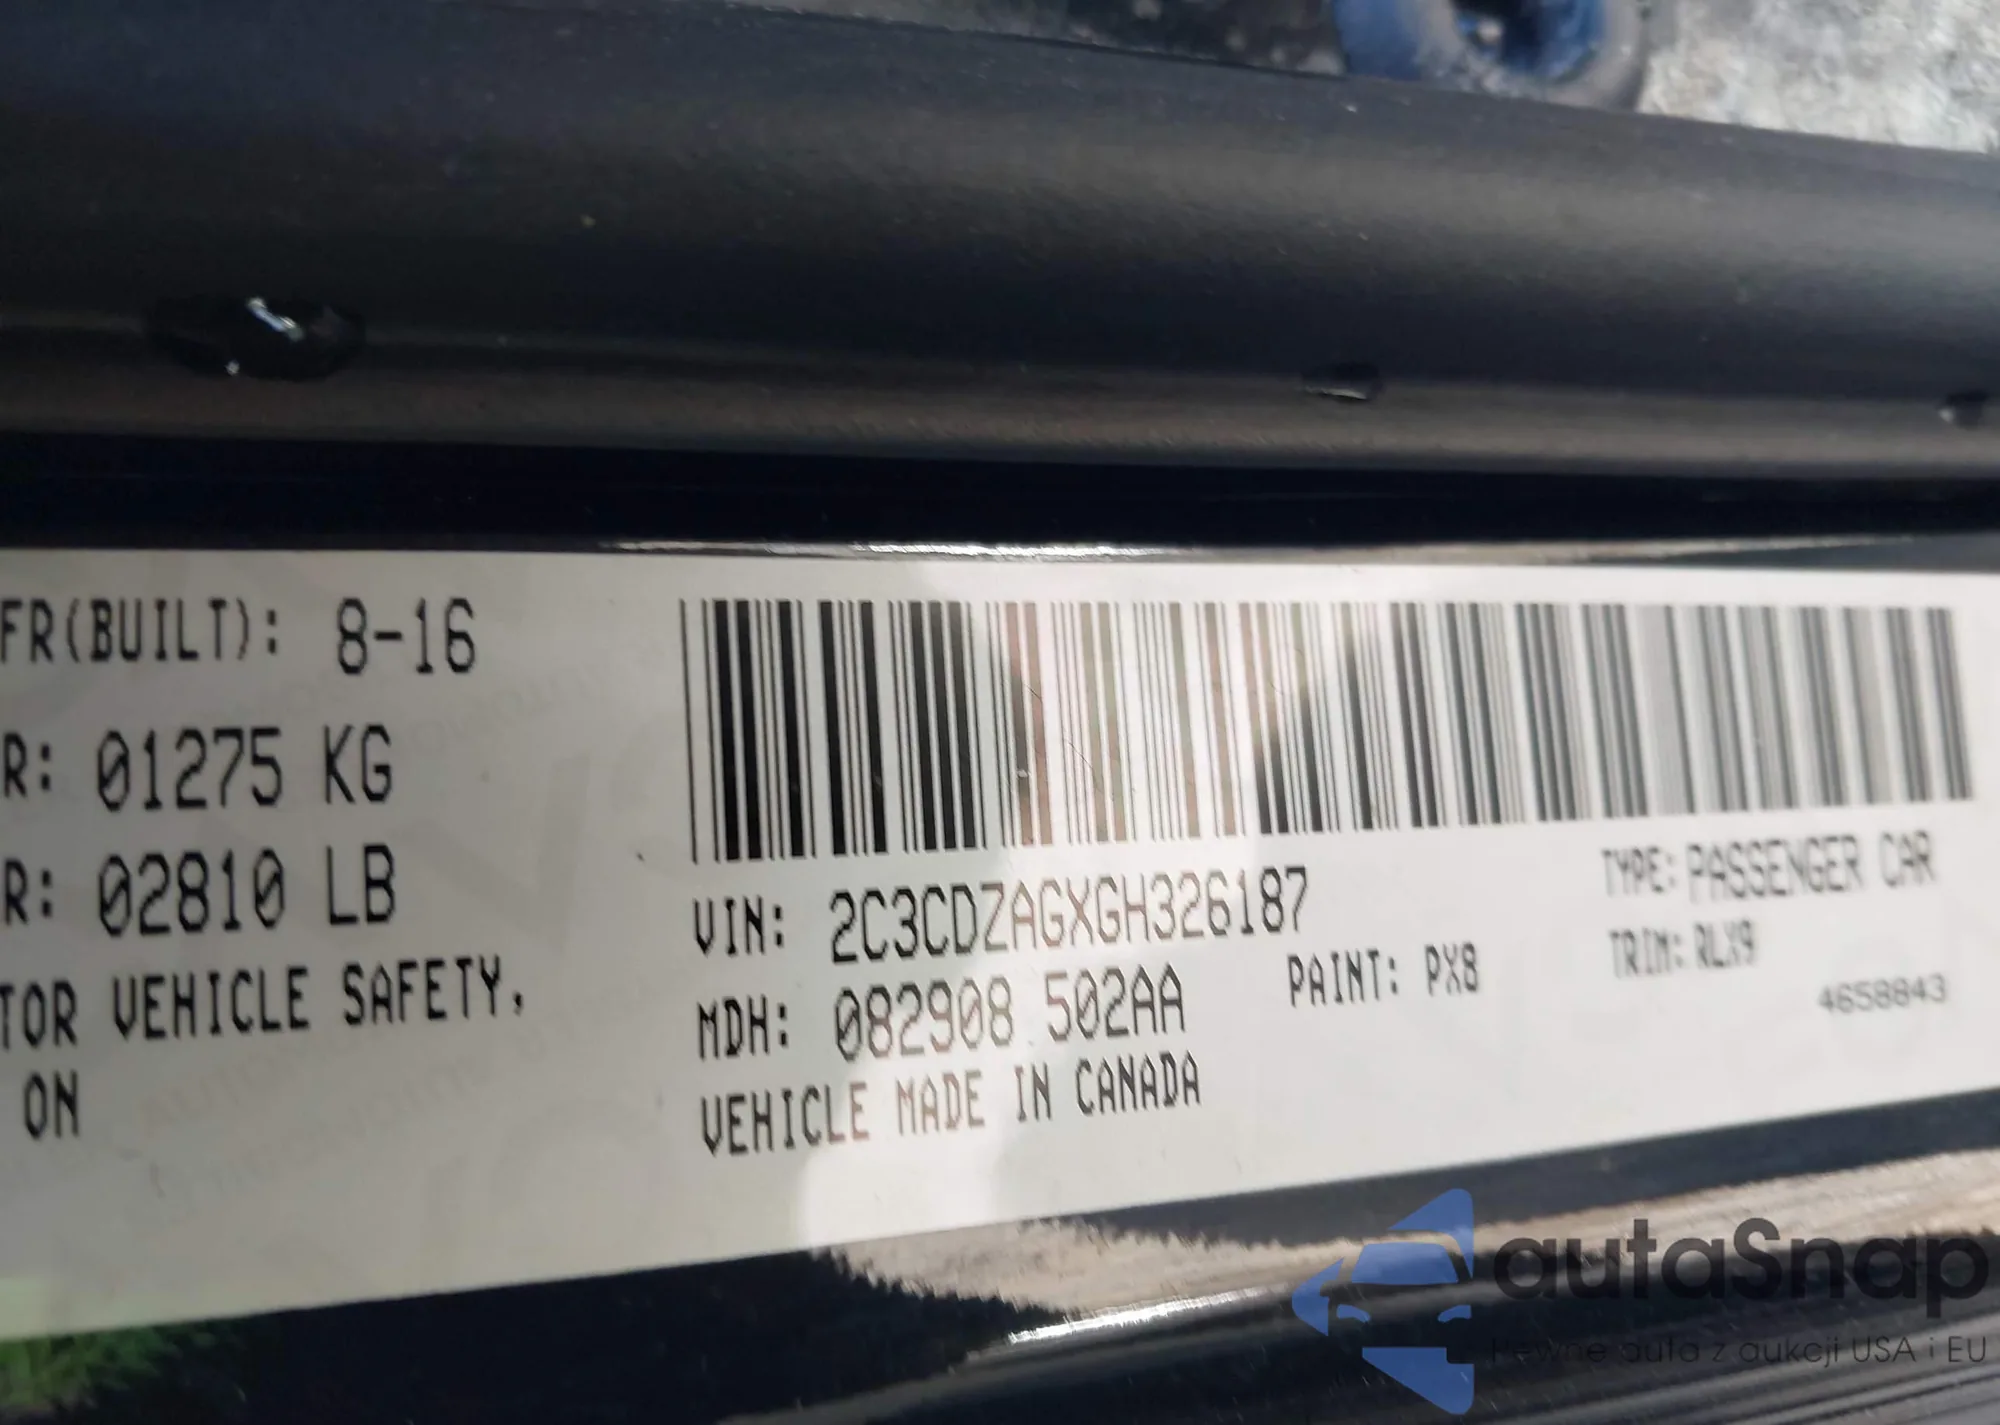 FR(BUILT): 8-16
R: 01275 KG
R: 02810 LB
TOR VEHICLE SAFETY,
ON
VIN: 2C3CDZAGXGH326187
MDH: 082908 502AA
VEHICLE MADE IN CANADA
PAINT: PX8
TYPE: PASSENGER CAR
TRIM: RLX9
4658843
autaSnap
Pewne auta z aukcji USA i EU